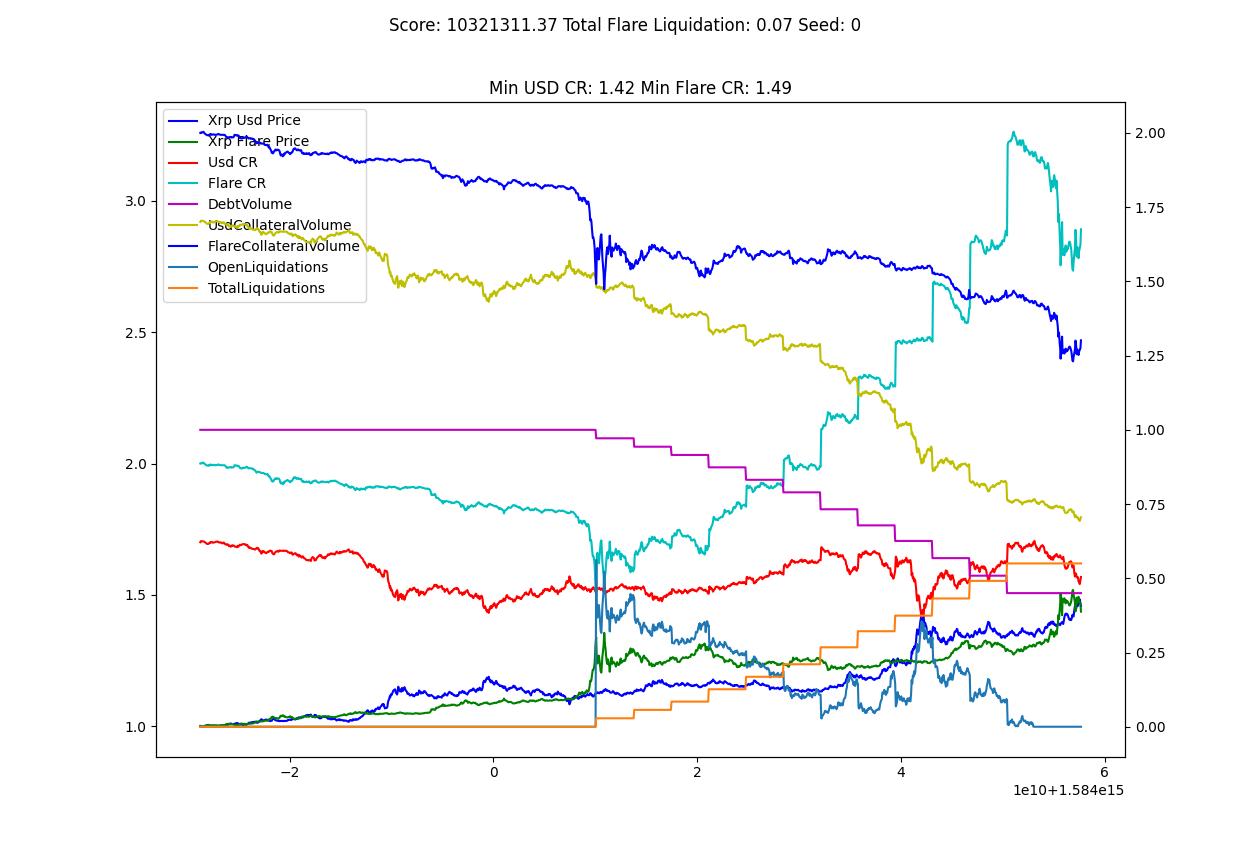 Score: 10321311.37 Total Flare Liquidation: 0.07 Seed: 0
Min USD CR: 1.42 Min Flare CR: 1.49
Xrp Usd Price
Xrp Flare Price
Usd CR
Flare CR
DebtVolume
UsdCollateralVolume
FlareCollateralVolume
OpenLiquidations
TotalLiquidations
3.0
2.5
2.0
1.5
1.0
2.00
1.75
1.50
1.25
1.00
0.75
0.50
0.25
0.00
−2 0 2 4 6
1e10+1.584e15